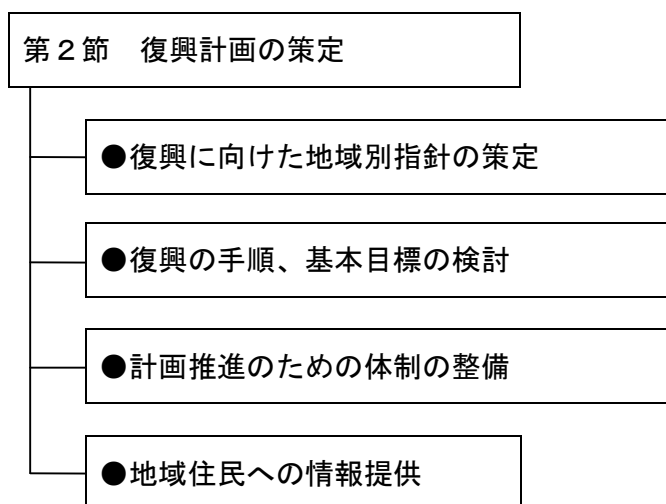 第２節　復興計画の策定
●復興に向けた地域別指針の策定
●復興の手順、基本目標の検討
●計画推進のための体制の整備
●地域住民への情報提供